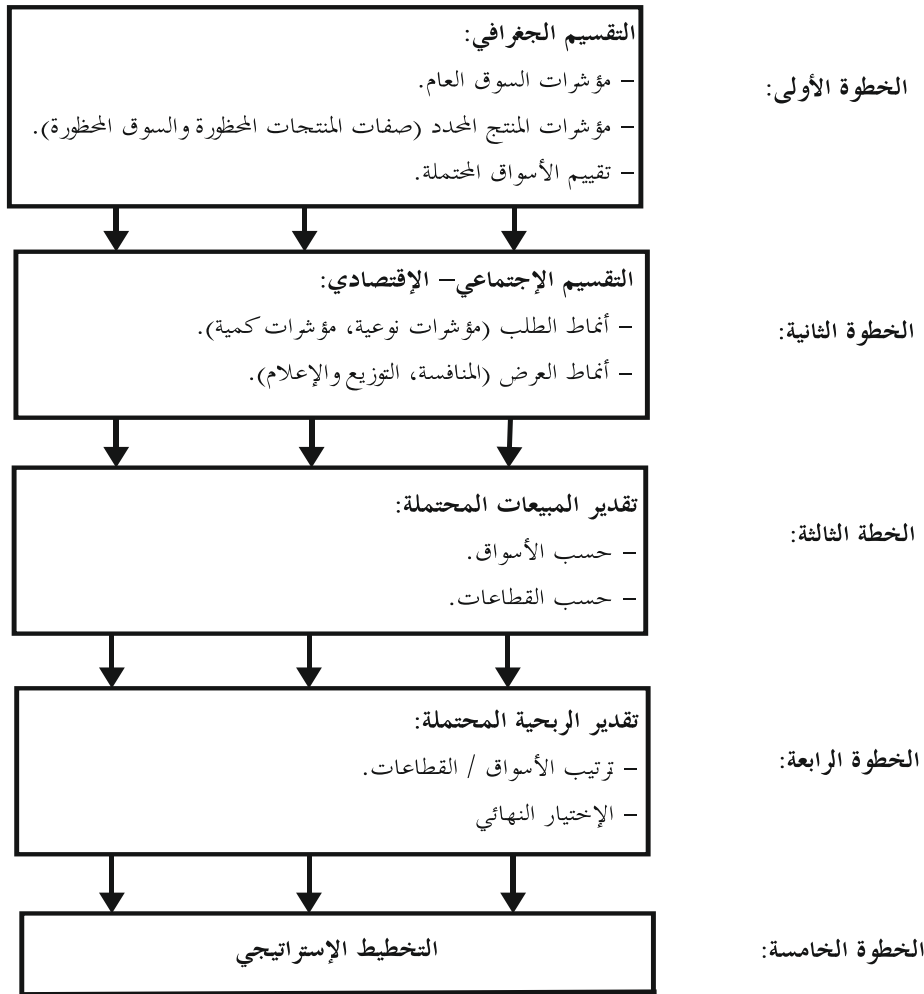 الخطوة الأولى:
التقسيم الجغرافي:
– مؤشرات السوق العام.
– مؤشرات المنتج المحدد (صفات المنتجات المحظورة والسوق المحظورة).
– تقييم الأسواق المحتملة.
الخطوة الثانية:
التقسيم الإجتماعي– الإقتصادي:
– أنماط الطلب (مؤشرات نوعية، مؤشرات كمية).
– أنماط العرض (المنافسة، التوزيع والإعلام).
الخطة الثالثة:
تقدير المبيعات المحتملة:
– حسب الأسواق.
– حسب القطاعات.
الخطوة الرابعة:
تقدير الربحية المحتملة:
– ترتيب الأسواق / القطاعات.
– الإختيار النهائي
الخطوة الخامسة:
التخطيط الإستراتيجي